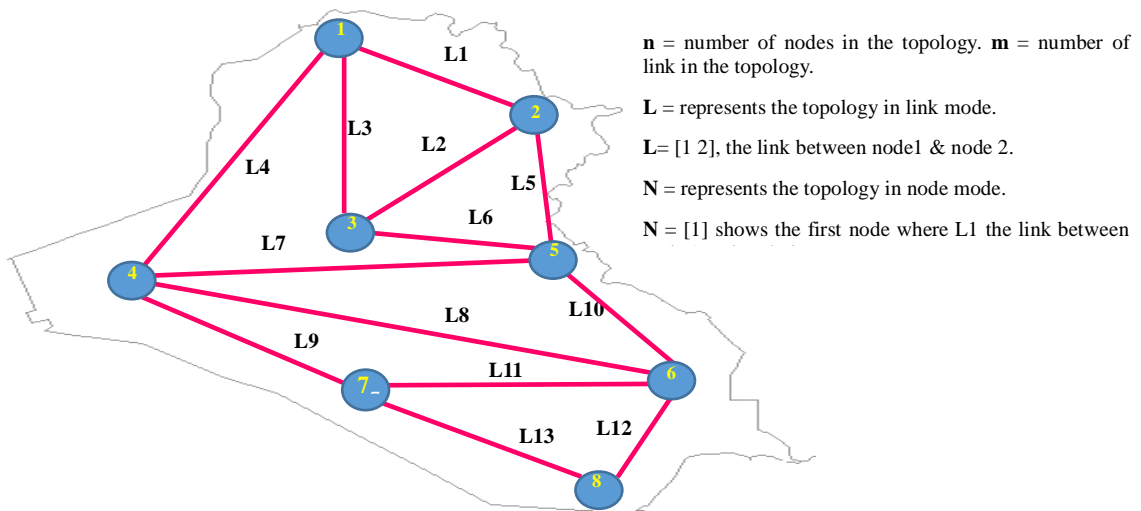 1
L1
n = number of nodes in the topology. m = number of
link in the topology.
L = represents the topology in link mode.
L= [1 2], the link between node1 & node 2.
N = represents the topology in node mode.
N = [1] shows the first node where L1 the link between
2
L3
L2
L4
L5
3
L6
L7
5
4
L10
L8
L9
L11
6
7
L13
L12
8